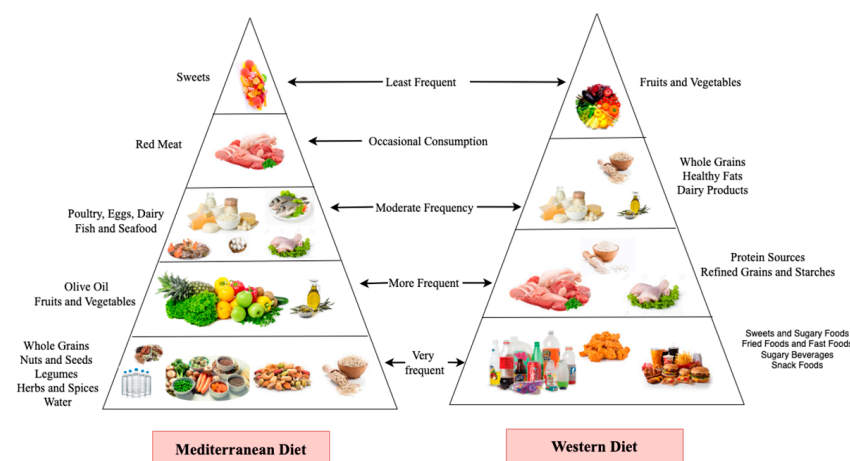 Sweets
Least Frequent
Fruits and Vegetables
Red Meat
Occasional Consumption
Whole Grains
Healthy Fats
Dairy Products
Poultry, Eggs, Dairy
Fish and Seafood
Moderate Frequency
Protein Sources
Refined Grains and Starches
Olive Oil
Fruits and Vegetables
More Frequent
Whole Grains
Nuts and Seeds
Legumes
Herbs and Spices
Water
Very
frequent
Sweets and Sugary Foods
Fried Foods and Fast Foods
Sugary Beverages
Snack Foods
Mediterranean Diet
Western Diet